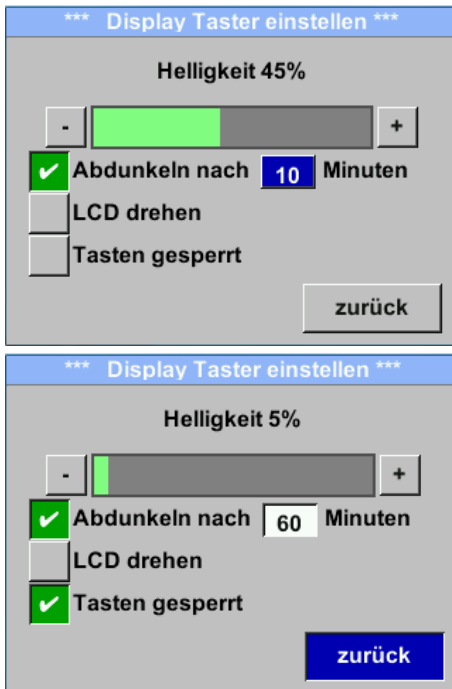 *** Display Taster einstellen ***
Helligkeit 45%
- +
Abdunkeln nach 10 Minuten
LCD drehen
Tasten gesperrt
zurück
*** Display Taster einstellen ***
Helligkeit 5%
- +
Abdunkeln nach 60 Minuten
LCD drehen
Tasten gesperrt
zurück